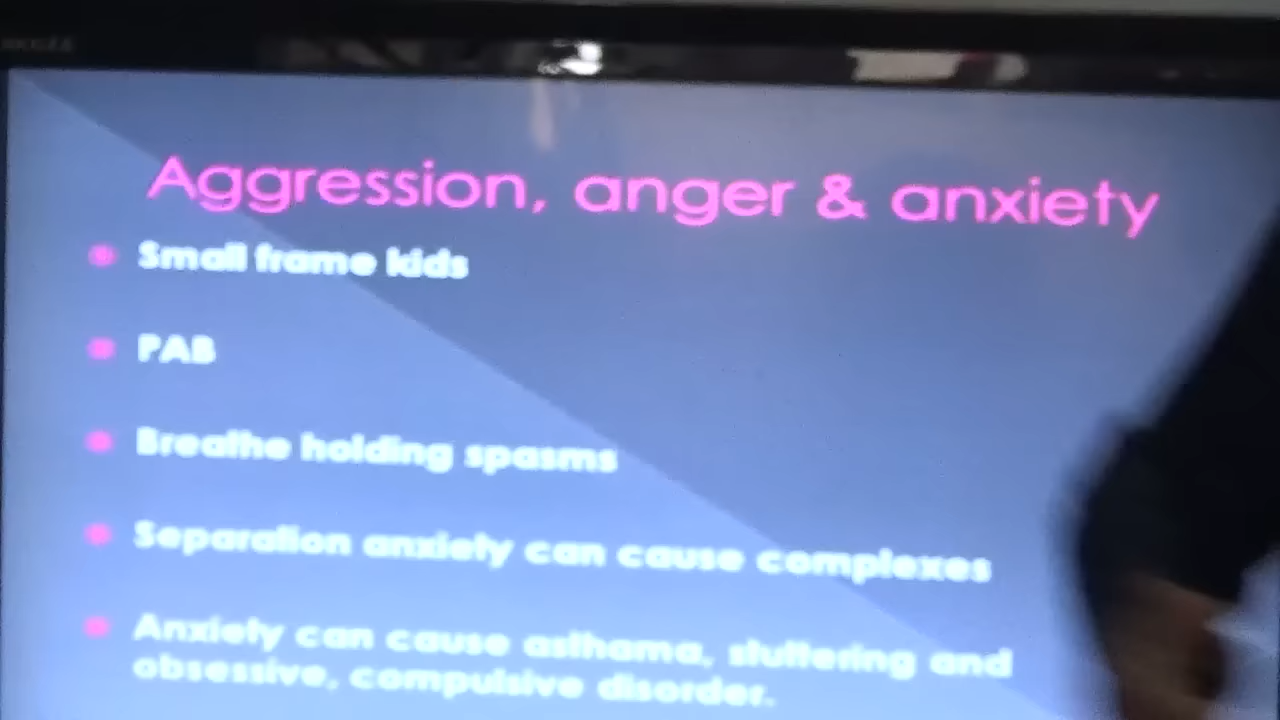 Aggression, anger & anxiety
Small frame kids
PAB
Breathe holding spasms
Separation anxiety can cause complexes
Anxiety can cause asthama, stuttering and
obsessive, compulsive disorder.